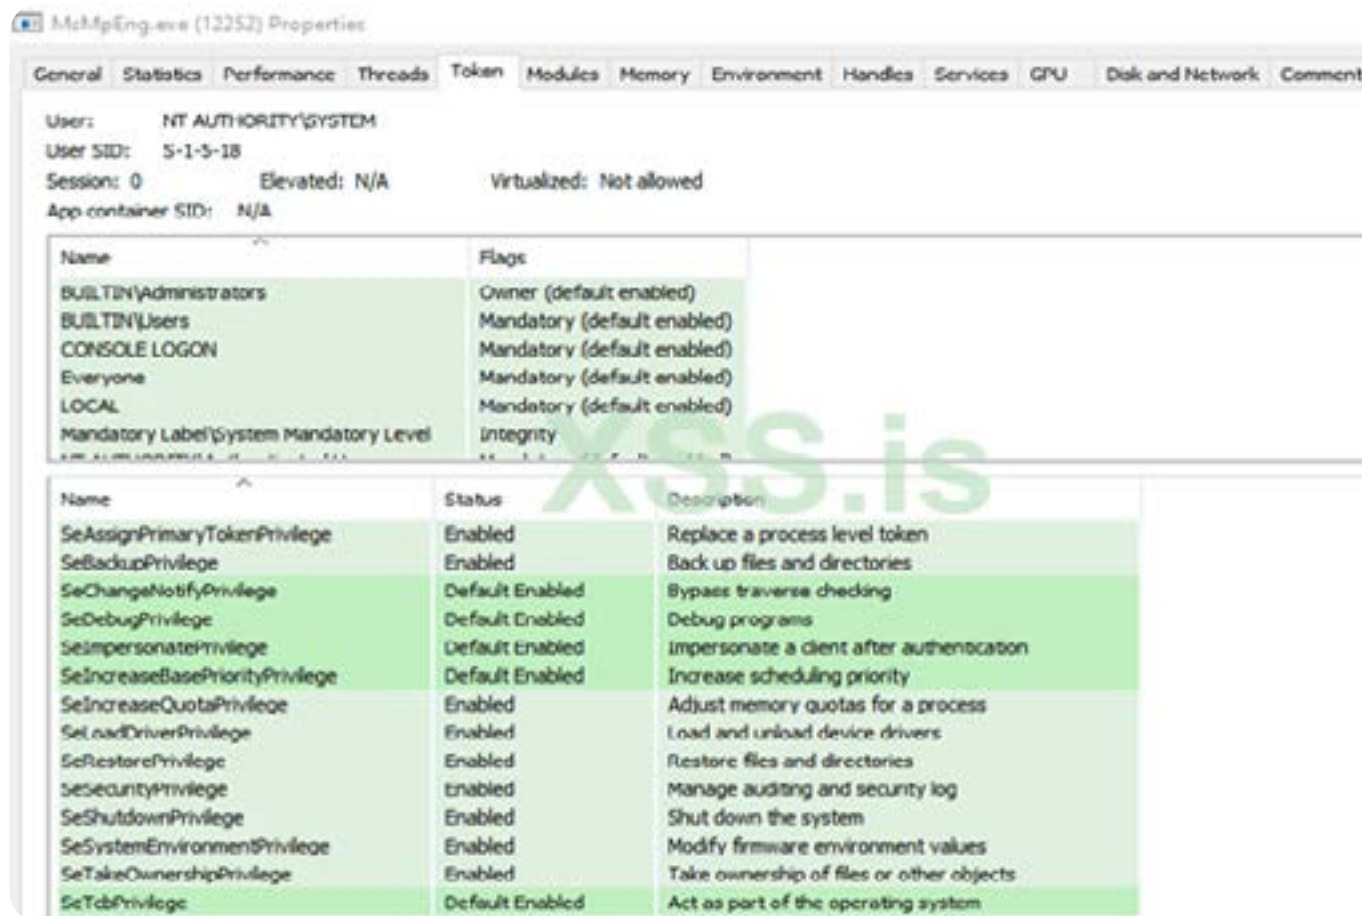 MsMpEng.exe (12252) Properties
General Statistics Performance Threads Token Modules Memory Environment Handles Services GPU Disk and Network Comment
User: NT AUTHORITY\SYSTEM
User SID: S-1-5-18
Session: 0 Elevated: N/A Virtualized: Not allowed
App container SID: N/A
Name Flags
BUILTIN\Administrators Owner (default enabled)
BUILTIN\Users Mandatory (default enabled)
CONSOLE LOGON Mandatory (default enabled)
Everyone Mandatory (default enabled)
LOCAL Mandatory (default enabled)
Mandatory Label\System Mandatory Level Integrity
XSS.is
Name Status Description
SeAssignPrimaryTokenPrivilege Enabled Replace a process level token
SeBackupPrivilege Enabled Back up files and directories
SeChangeNotifyPrivilege Default Enabled Bypass traverse checking
SeDebugPrivilege Default Enabled Debug programs
SeImpersonatePrivilege Default Enabled Impersonate a client after authentication
SeIncreaseBasePriorityPrivilege Default Enabled Increase scheduling priority
SeIncreaseQuotaPrivilege Enabled Adjust memory quotas for a process
SeLoadDriverPrivilege Enabled Load and unload device drivers
SeRestorePrivilege Enabled Restore files and directories
SeSecurityPrivilege Enabled Manage auditing and security log
SeShutdownPrivilege Enabled Shut down the system
SeSystemEnvironmentPrivilege Enabled Modify firmware environment values
SeTakeOwnershipPrivilege Enabled Take ownership of files or other objects
SeTcbPrivilege Default Enabled Act as part of the operating system